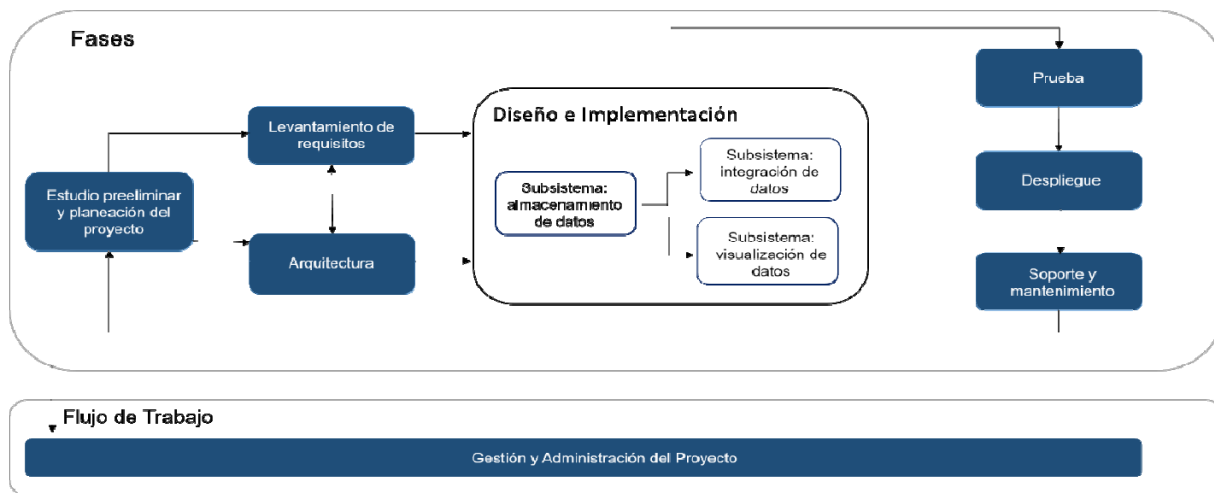 Fases
Prueba
Levantamiento de
requisitos
Diseño e Implementación
Subsistema:
integración de
datos
Estudio preeliminar
y planeación del
proyecto
Subsistema:
almacenamiento
de datos
Despliegue
Arquitectura
Subsistema:
visualización de
datos
Soporte y
mantenimiento
Flujo de Trabajo
Gestión y Administración del Proyecto